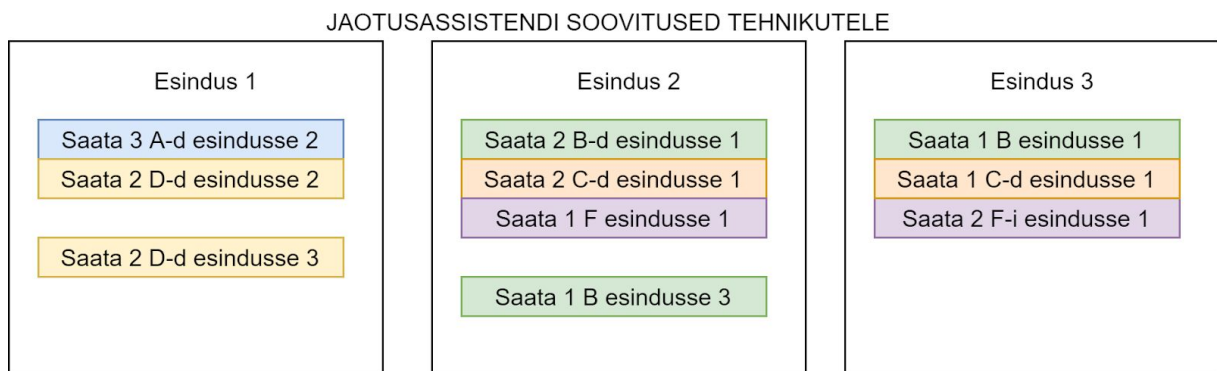 JAOTUSASSISTENDI SOOVITUSED TEHNIKUTELE
Esindus 1
Saata 3 A-d esindusse 2
Saata 2 D-d esindusse 2
Saata 2 D-d esindusse 3
Esindus 2
Saata 2 B-d esindusse 1
Saata 2 C-d esindusse 1
Saata 1 F esindusse 1
Saata 1 B esindusse 3
Esindus 3
Saata 1 B esindusse 1
Saata 1 C-d esindusse 1
Saata 2 F-i esindusse 1